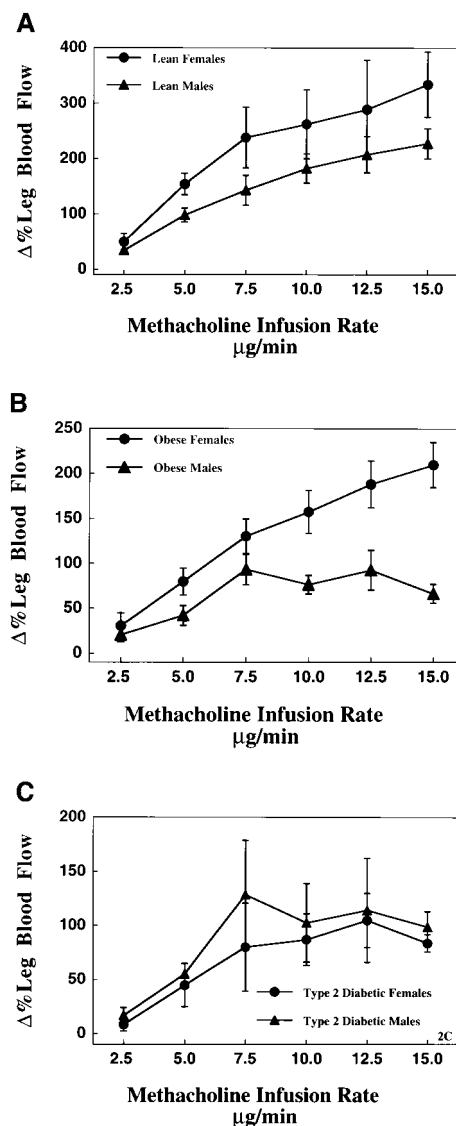 A
400
300
200
100
0
Δ%Leg Blood Flow
Lean Females
Lean Males
2.5 5.0 7.5 10.0 12.5 15.0
Methacholine Infusion Rate
μg/min
B
250
200
150
100
50
0
Δ%Leg Blood Flow
Obese Females
Obese Males
2.5 5.0 7.5 10.0 12.5 15.0
Methacholine Infusion Rate
μg/min
C
200
150
100
50
0
Δ%Leg Blood Flow
Type 2 Diabetic Females
Type 2 Diabetic Males
2C
2.5 5.0 7.5 10.0 12.5 15.0
Methacholine Infusion Rate
μg/min